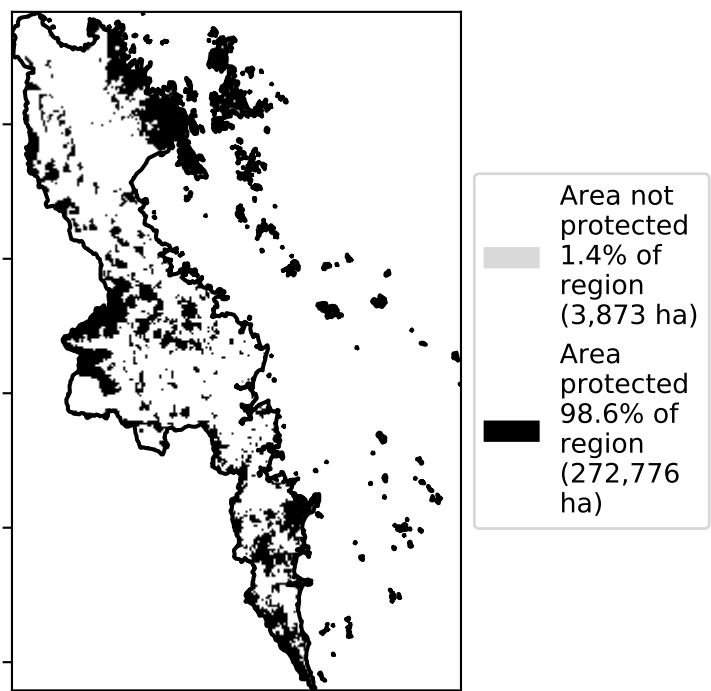 Area not
protected
1.4% of
region
(3,873 ha)
Area
protected
98.6% of
region
(272,776
ha)